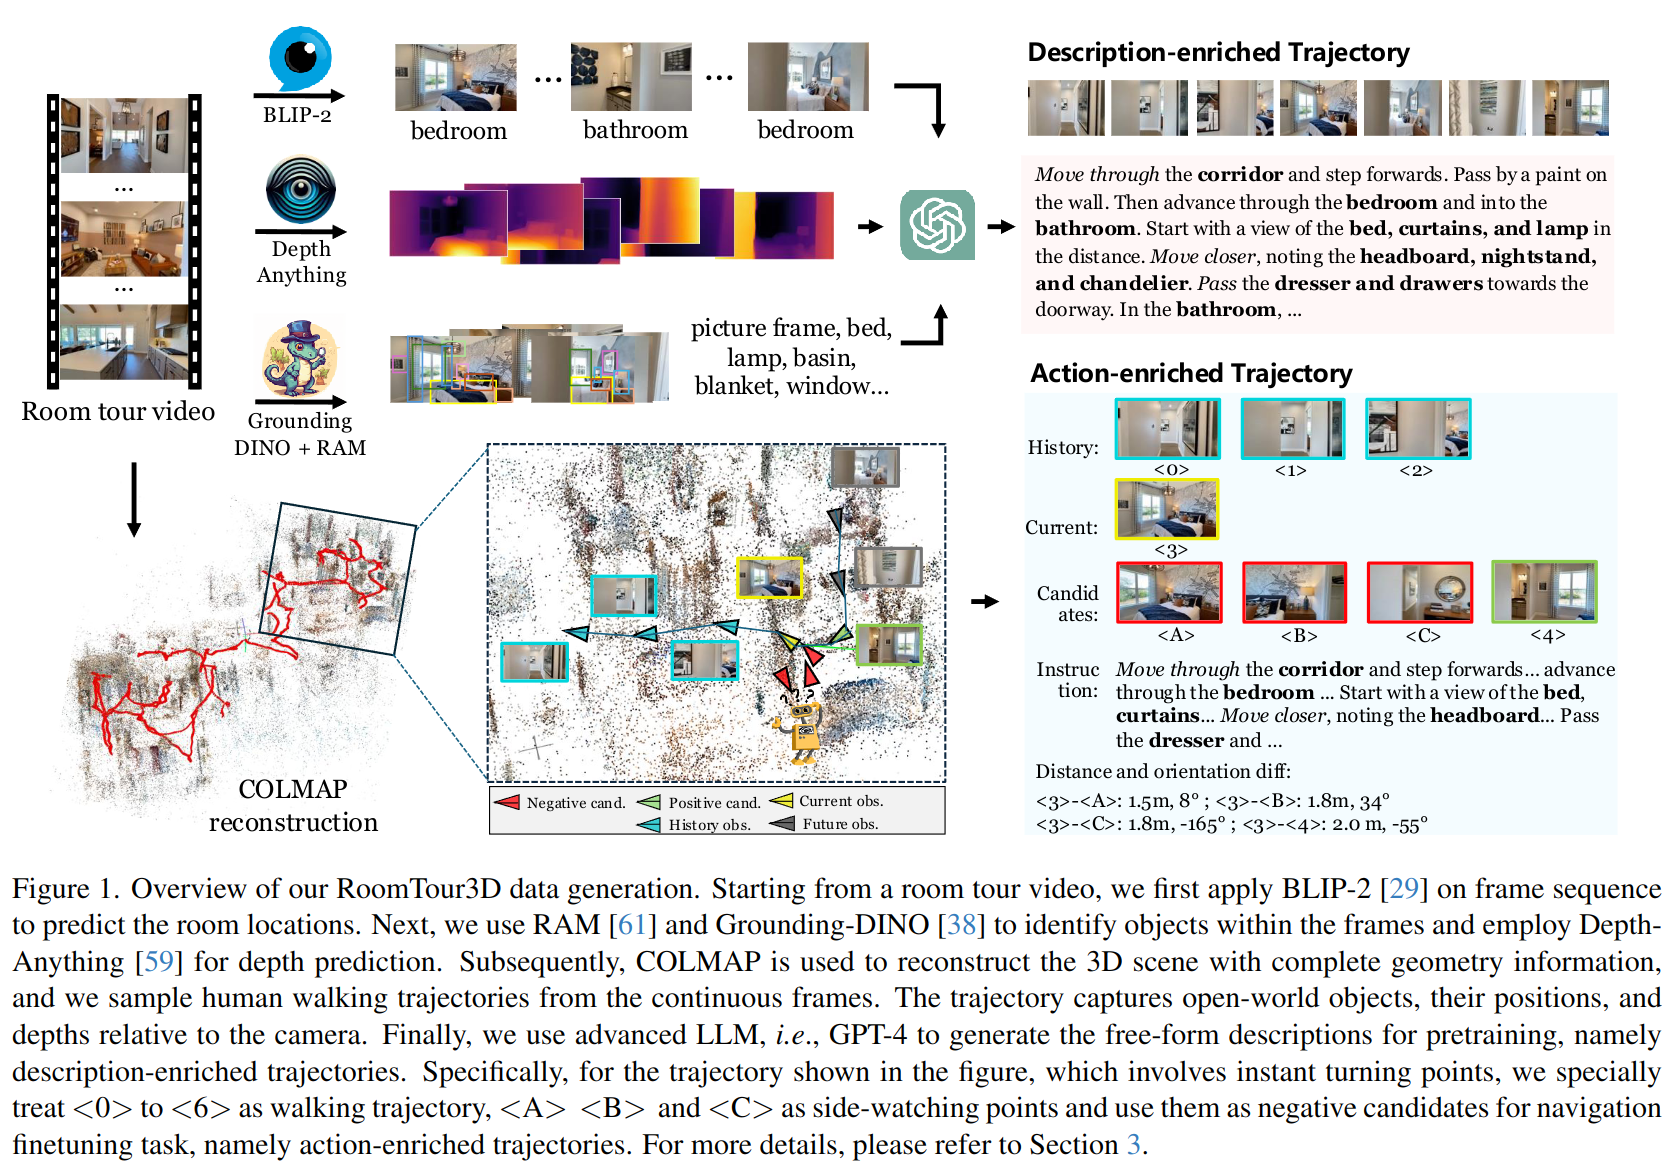 BLIP-2
bedroom
...
bathroom
...
bedroom
...
...
Room tour video
Depth
Anything
Grounding
DINO + RAM
picture frame, bed,
lamp, basin,
blanket, window...
COLMAP
reconstruction
? ?
Negative cand.
Positive cand.
Current obs.
History obs.
Future obs.
Description-enriched Trajectory
Move through the corridor and step forwards. Pass by a paint on
the wall. Then advance through the bedroom and into the
bathroom. Start with a view of the bed, curtains, and lamp in
the distance. Move closer, noting the headboard, nightstand,
and chandelier. Pass the dresser and drawers towards the
doorway. In the bathroom, ...
Action-enriched Trajectory
History:
<0>
<1>
<2>
Current:
<3>
Candid
ates:
<A>
<B>
<C>
<4>
Instruc
tion:
Move through the corridor and step forwards... advance
through the bedroom ... Start with a view of the bed,
curtains... Move closer, noting the headboard... Pass
the dresser and ...
Distance and orientation diff:
<3>-<A>: 1.5m, 8° ; <3>-<B>: 1.8m, 34°
<3>-<C>: 1.8m, -165° ; <3>-<4>: 2.0 m, -55°
Figure 1. Overview of our RoomTour3D data generation. Starting from a room tour video, we first apply BLIP-2 [29] on frame sequence
to predict the room locations. Next, we use RAM [61] and Grounding-DINO [38] to identify objects within the frames and employ Depth-
Anything [59] for depth prediction. Subsequently, COLMAP is used to reconstruct the 3D scene with complete geometry information,
and we sample human walking trajectories from the continuous frames. The trajectory captures open-world objects, their positions, and
depths relative to the camera. Finally, we use advanced LLM, i.e., GPT-4 to generate the free-form descriptions for pretraining, namely
description-enriched trajectories. Specifically, for the trajectory shown in the figure, which involves instant turning points, we specially
treat <0> to <6> as walking trajectory, <A> <B> and <C> as side-watching points and use them as negative candidates for navigation
finetuning task, namely action-enriched trajectories. For more details, please refer to Section 3.